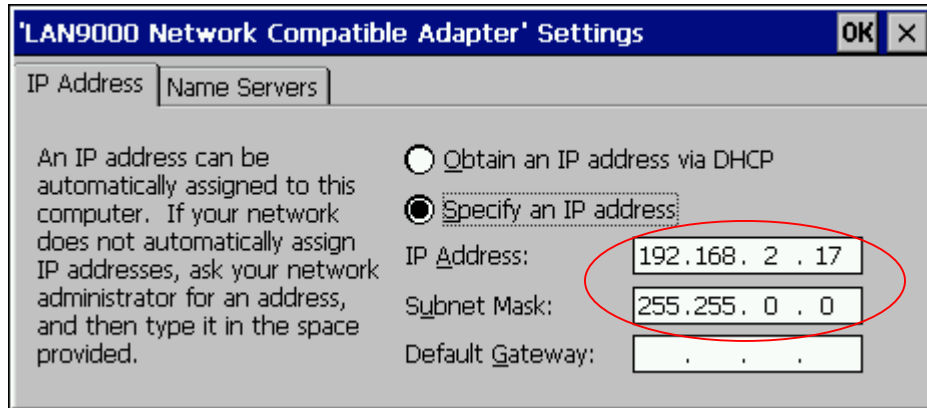 'LAN9000 Network Compatible Adapter' Settings
OK ×
IP Address
Name Servers
An IP address can be
automatically assigned to this
computer. If your network
does not automatically assign
IP addresses, ask your network
administrator for an address,
and then type it in the space
provided.
Obtain an IP address via DHCP
Specify an IP address
IP Address: 192.168. 2 . 17
Subnet Mask: 255.255. 0 . 0
Default Gateway: . . .